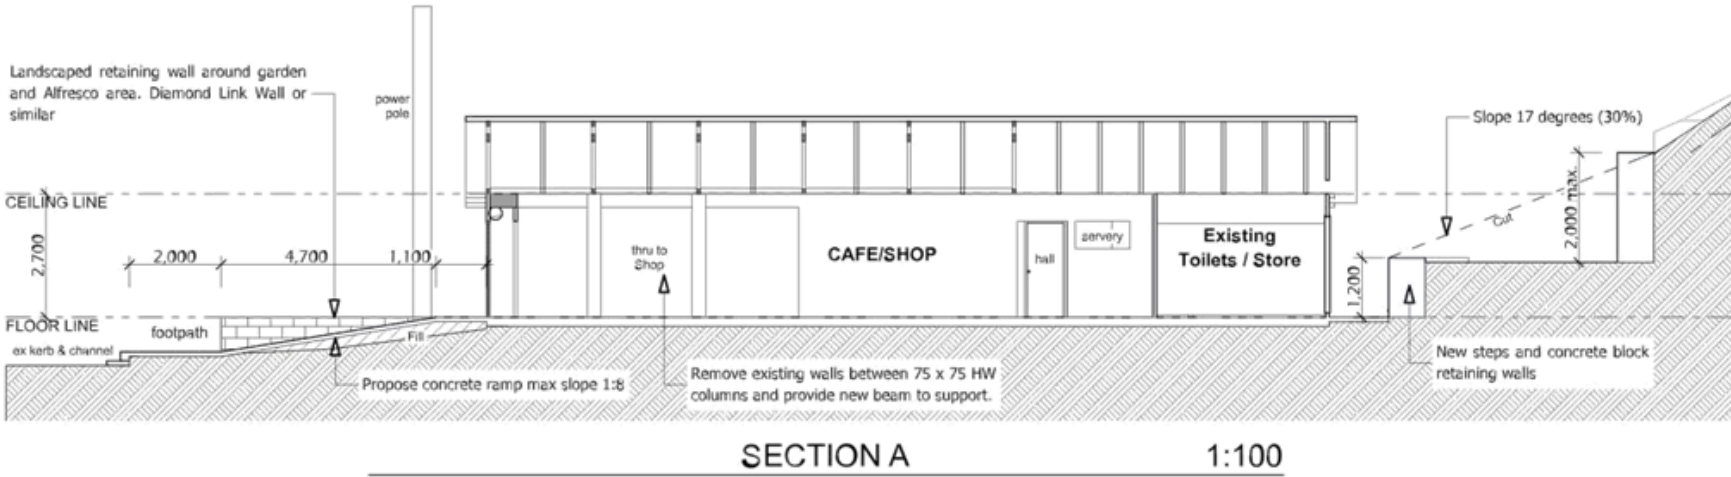 Landscaped retaining wall around garden
and Alfresco area. Diamond Link Wall or
similar
power
pole
Slope 17 degrees (30%)
CEILING LINE
2,700
2,000
4,700
1,100
thru to
Shop
CAFE/SHOP
hall
servery
Existing
Toilets / Store
1,200
Cut
2,000 max.
FLOOR LINE
footpath
ex kerb & channel
Fill
Propose concrete ramp max slope 1:8
Remove existing walls between 75 x 75 HW
columns and provide new beam to support.
New steps and concrete block
retaining walls
SECTION A
1:100